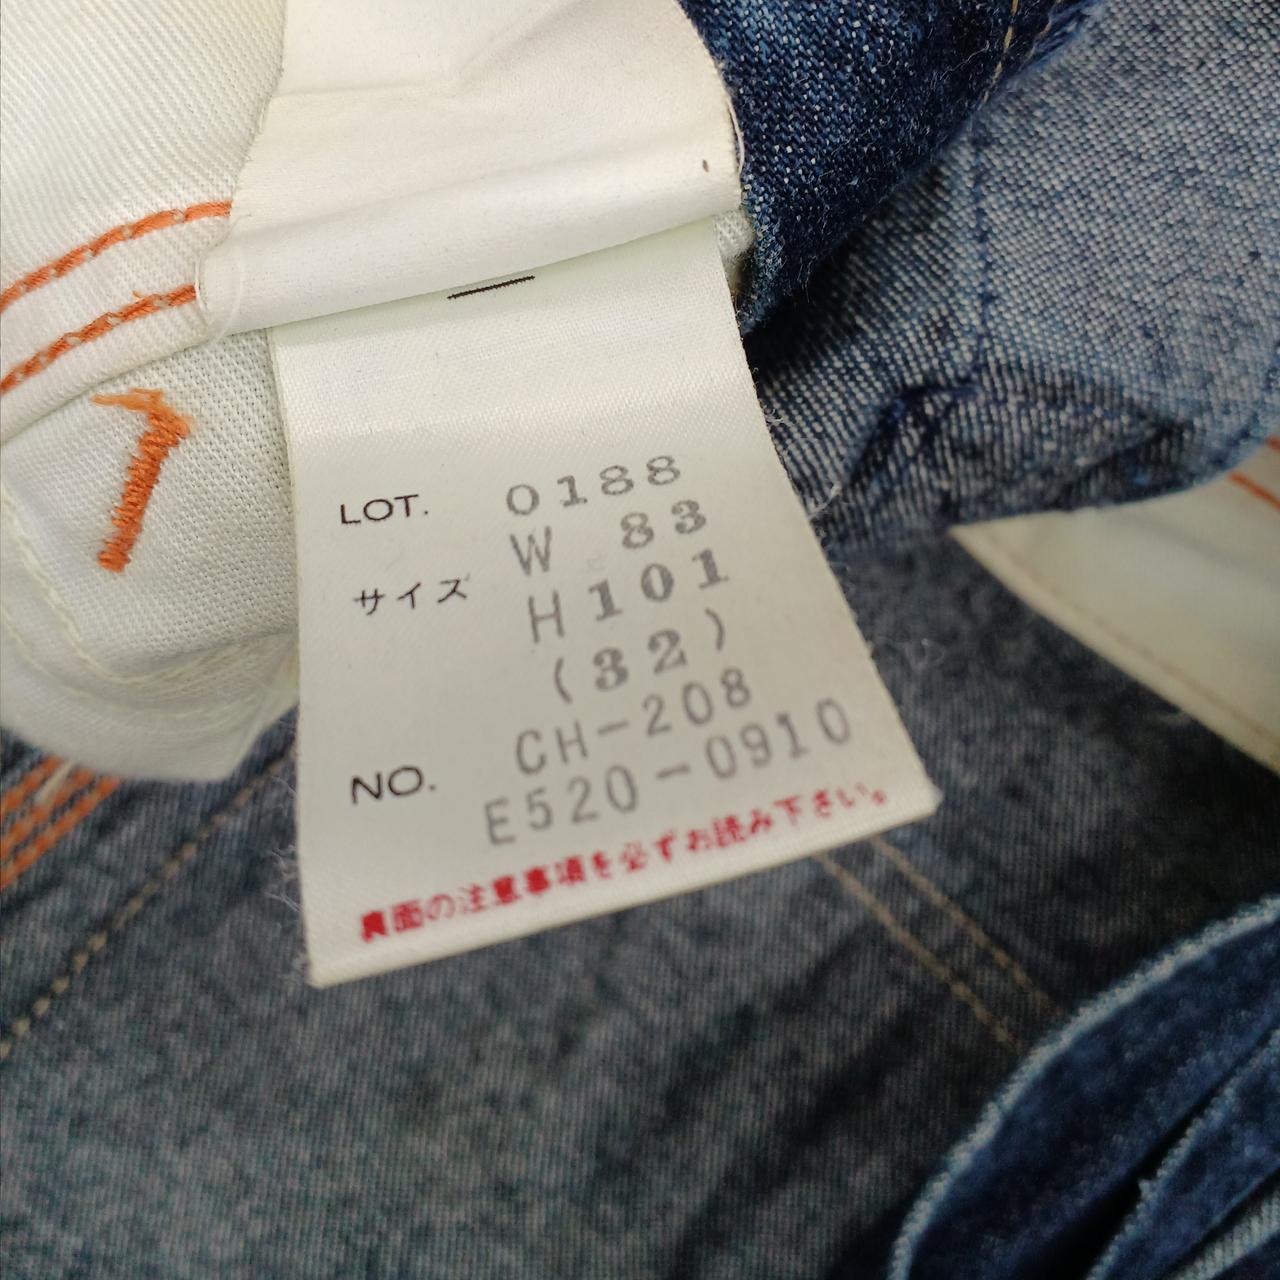 LOT. 0188
W 83
サイズ H101
(32)
CH-208
NO. E520-0910
裏面の注意事項を必ずお読み下さい。